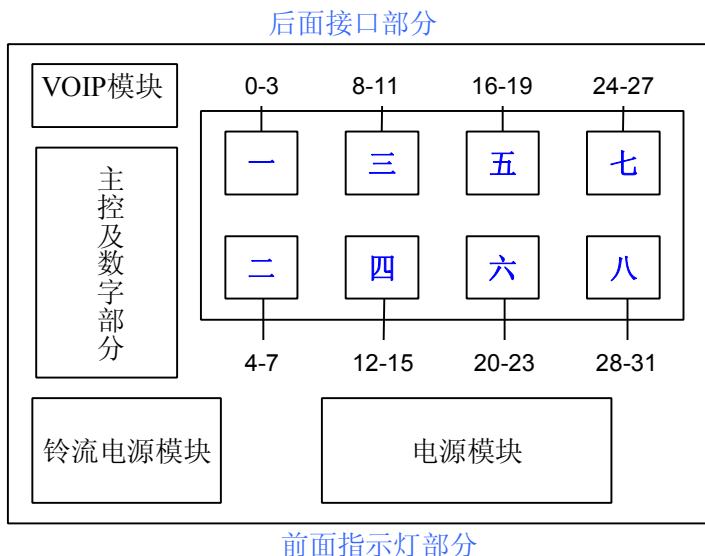 后面接口部分
VOIP模块
0-3
8-11
16-19
24-27
一
三
五
七
主控及数字部分
二
四
六
八
4-7
12-15
20-23
28-31
铃流电源模块
电源模块
前面指示灯部分